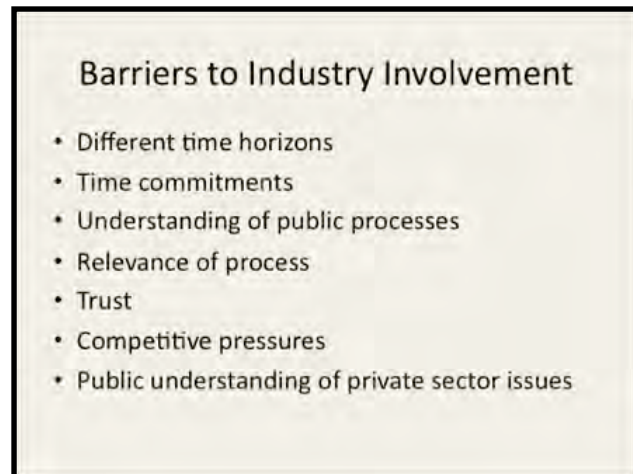 Barriers to Industry Involvement
• Different time horizons
• Time commitments
• Understanding of public processes
• Relevance of process
• Trust
• Competitive pressures
• Public understanding of private sector issues